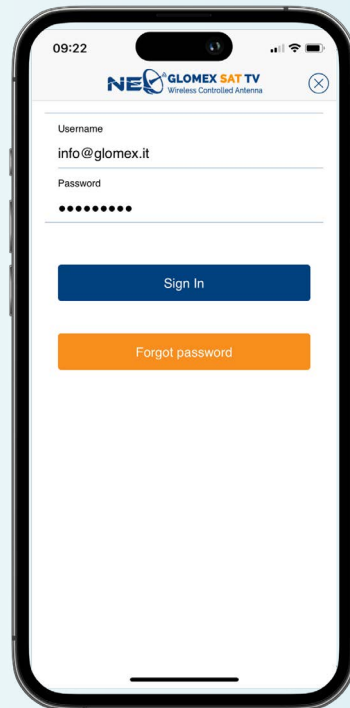 09:22
NEO GLOMEX SAT TV
Wireless Controlled Antenna
Username
info@glomex.it
Password
•••••••••
Sign In
Forgot password